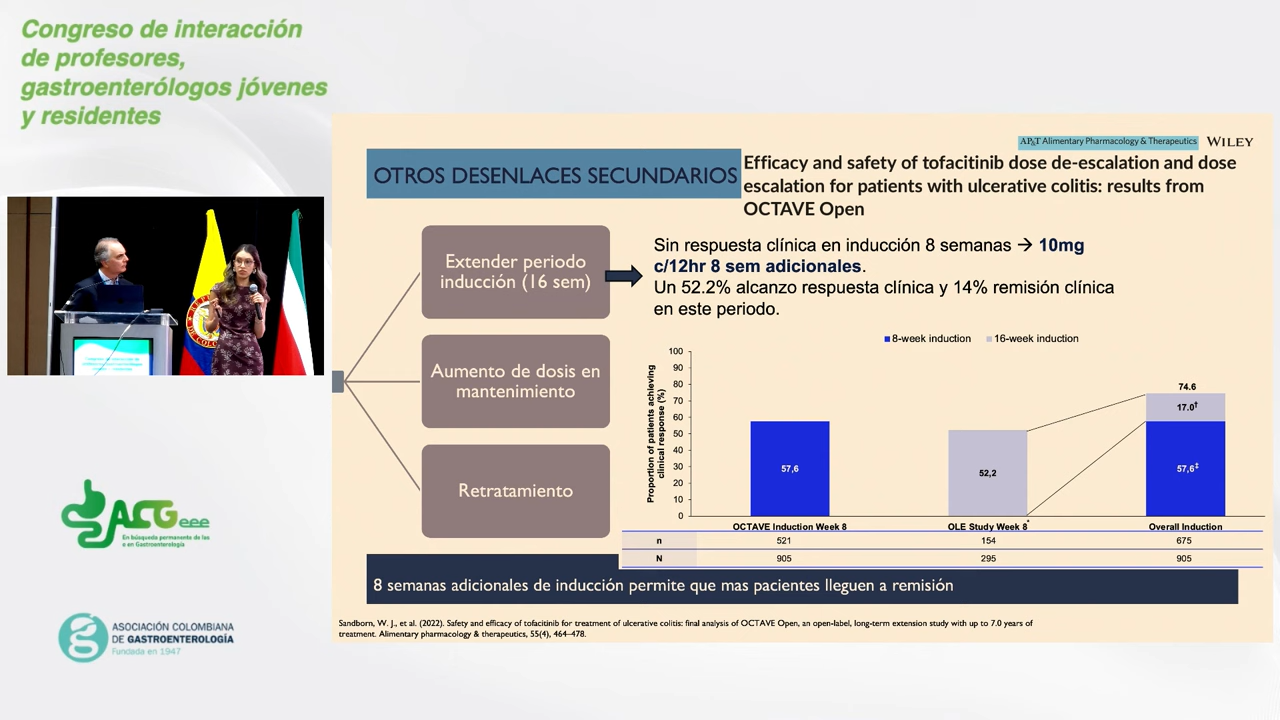 Congreso de interacción
de profesores,
gastroenterólogos jóvenes
y residentes
AP&T Alimentary Pharmacology & Therapeutics WILEY
OTROS DESENLACES SECUNDARIOS
Efficacy and safety of tofacitinib dose de-escalation and dose
escalation for patients with ulcerative colitis: results from
OCTAVE Open
Extender periodo
inducción (16 sem)
Aumento de dosis en
mantenimiento
Retratamiento
Sin respuesta clínica en inducción 8 semanas → 10mg
c/12hr 8 sem adicionales.
Un 52.2% alcanzo respuesta clínica y 14% remisión clínica
en este periodo.
8-week induction 16-week induction
Proportion of patients achieving
clinical response (%)
100
90
80
70
60
50
40
30
20
10
0
57,6
52,2
74.6
17.0†
57,6‡
OCTAVE Induction Week 8 OLE Study Week 8* Overall Induction
n 521 154 675
N 905 295 905
8 semanas adicionales de inducción permite que mas pacientes lleguen a remisión
Sandborn, W. J., et al. (2022). Safety and efficacy of tofacitinib for treatment of ulcerative colitis: final analysis of OCTAVE Open, an open-label, long-term extension study with up to 7.0 years of
treatment. Alimentary pharmacology & therapeutics, 55(4), 464–478.
ACGeee
En búsqueda permanente de las
e en Gastroenterología
ASOCIACIÓN COLOMBIANA
DE GASTROENTEROLOGÍA
Fundada en 1947